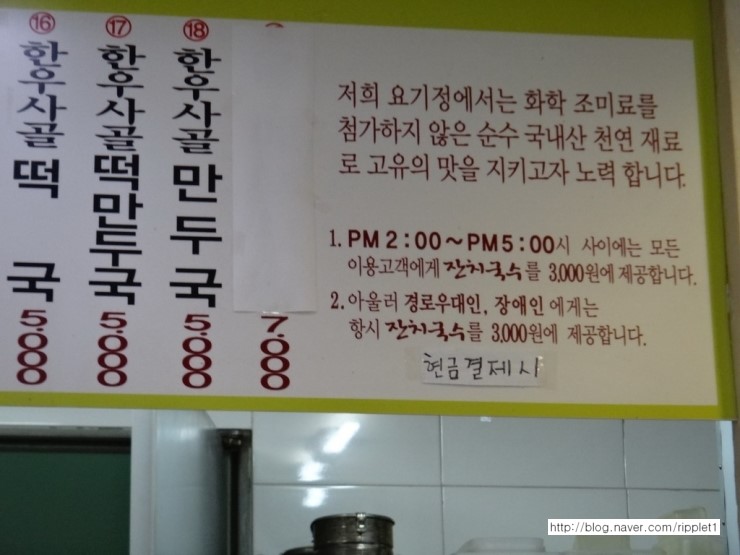 ⑯
한우사골 떡 국
5.000
⑰
한우사골 떡만두국
5.000
⑱
한우사골 만 두 국
5.000
7.000
저희 요기정에서는 화학 조미료를
첨가하지 않은 순수 국내산 천연 재료
로 고유의 맛을 지키고자 노력 합니다.
1. PM 2 : 00 ~ PM 5 : 00시 사이에는 모든
이용고객에게 잔치국수를 3.000원에 제공합니다.
2. 아울러 경로우대인, 장애인 에게는
항시 잔치국수를 3.000원에 제공합니다.
현금결제시
http://blog.naver.com/ripplet1